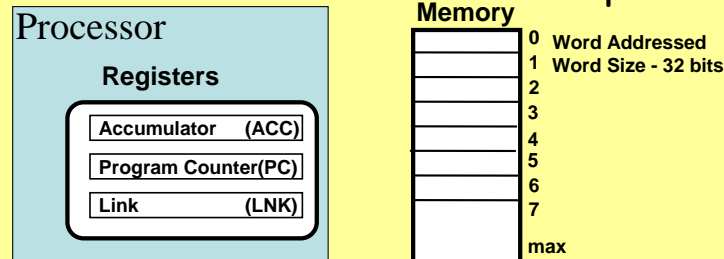 Processor
Registers
Accumulator (ACC)
Program Counter(PC)
Link (LNK)
Memory
0 Word Addressed
1 Word Size - 32 bits
2
3
4
5
6
7
max